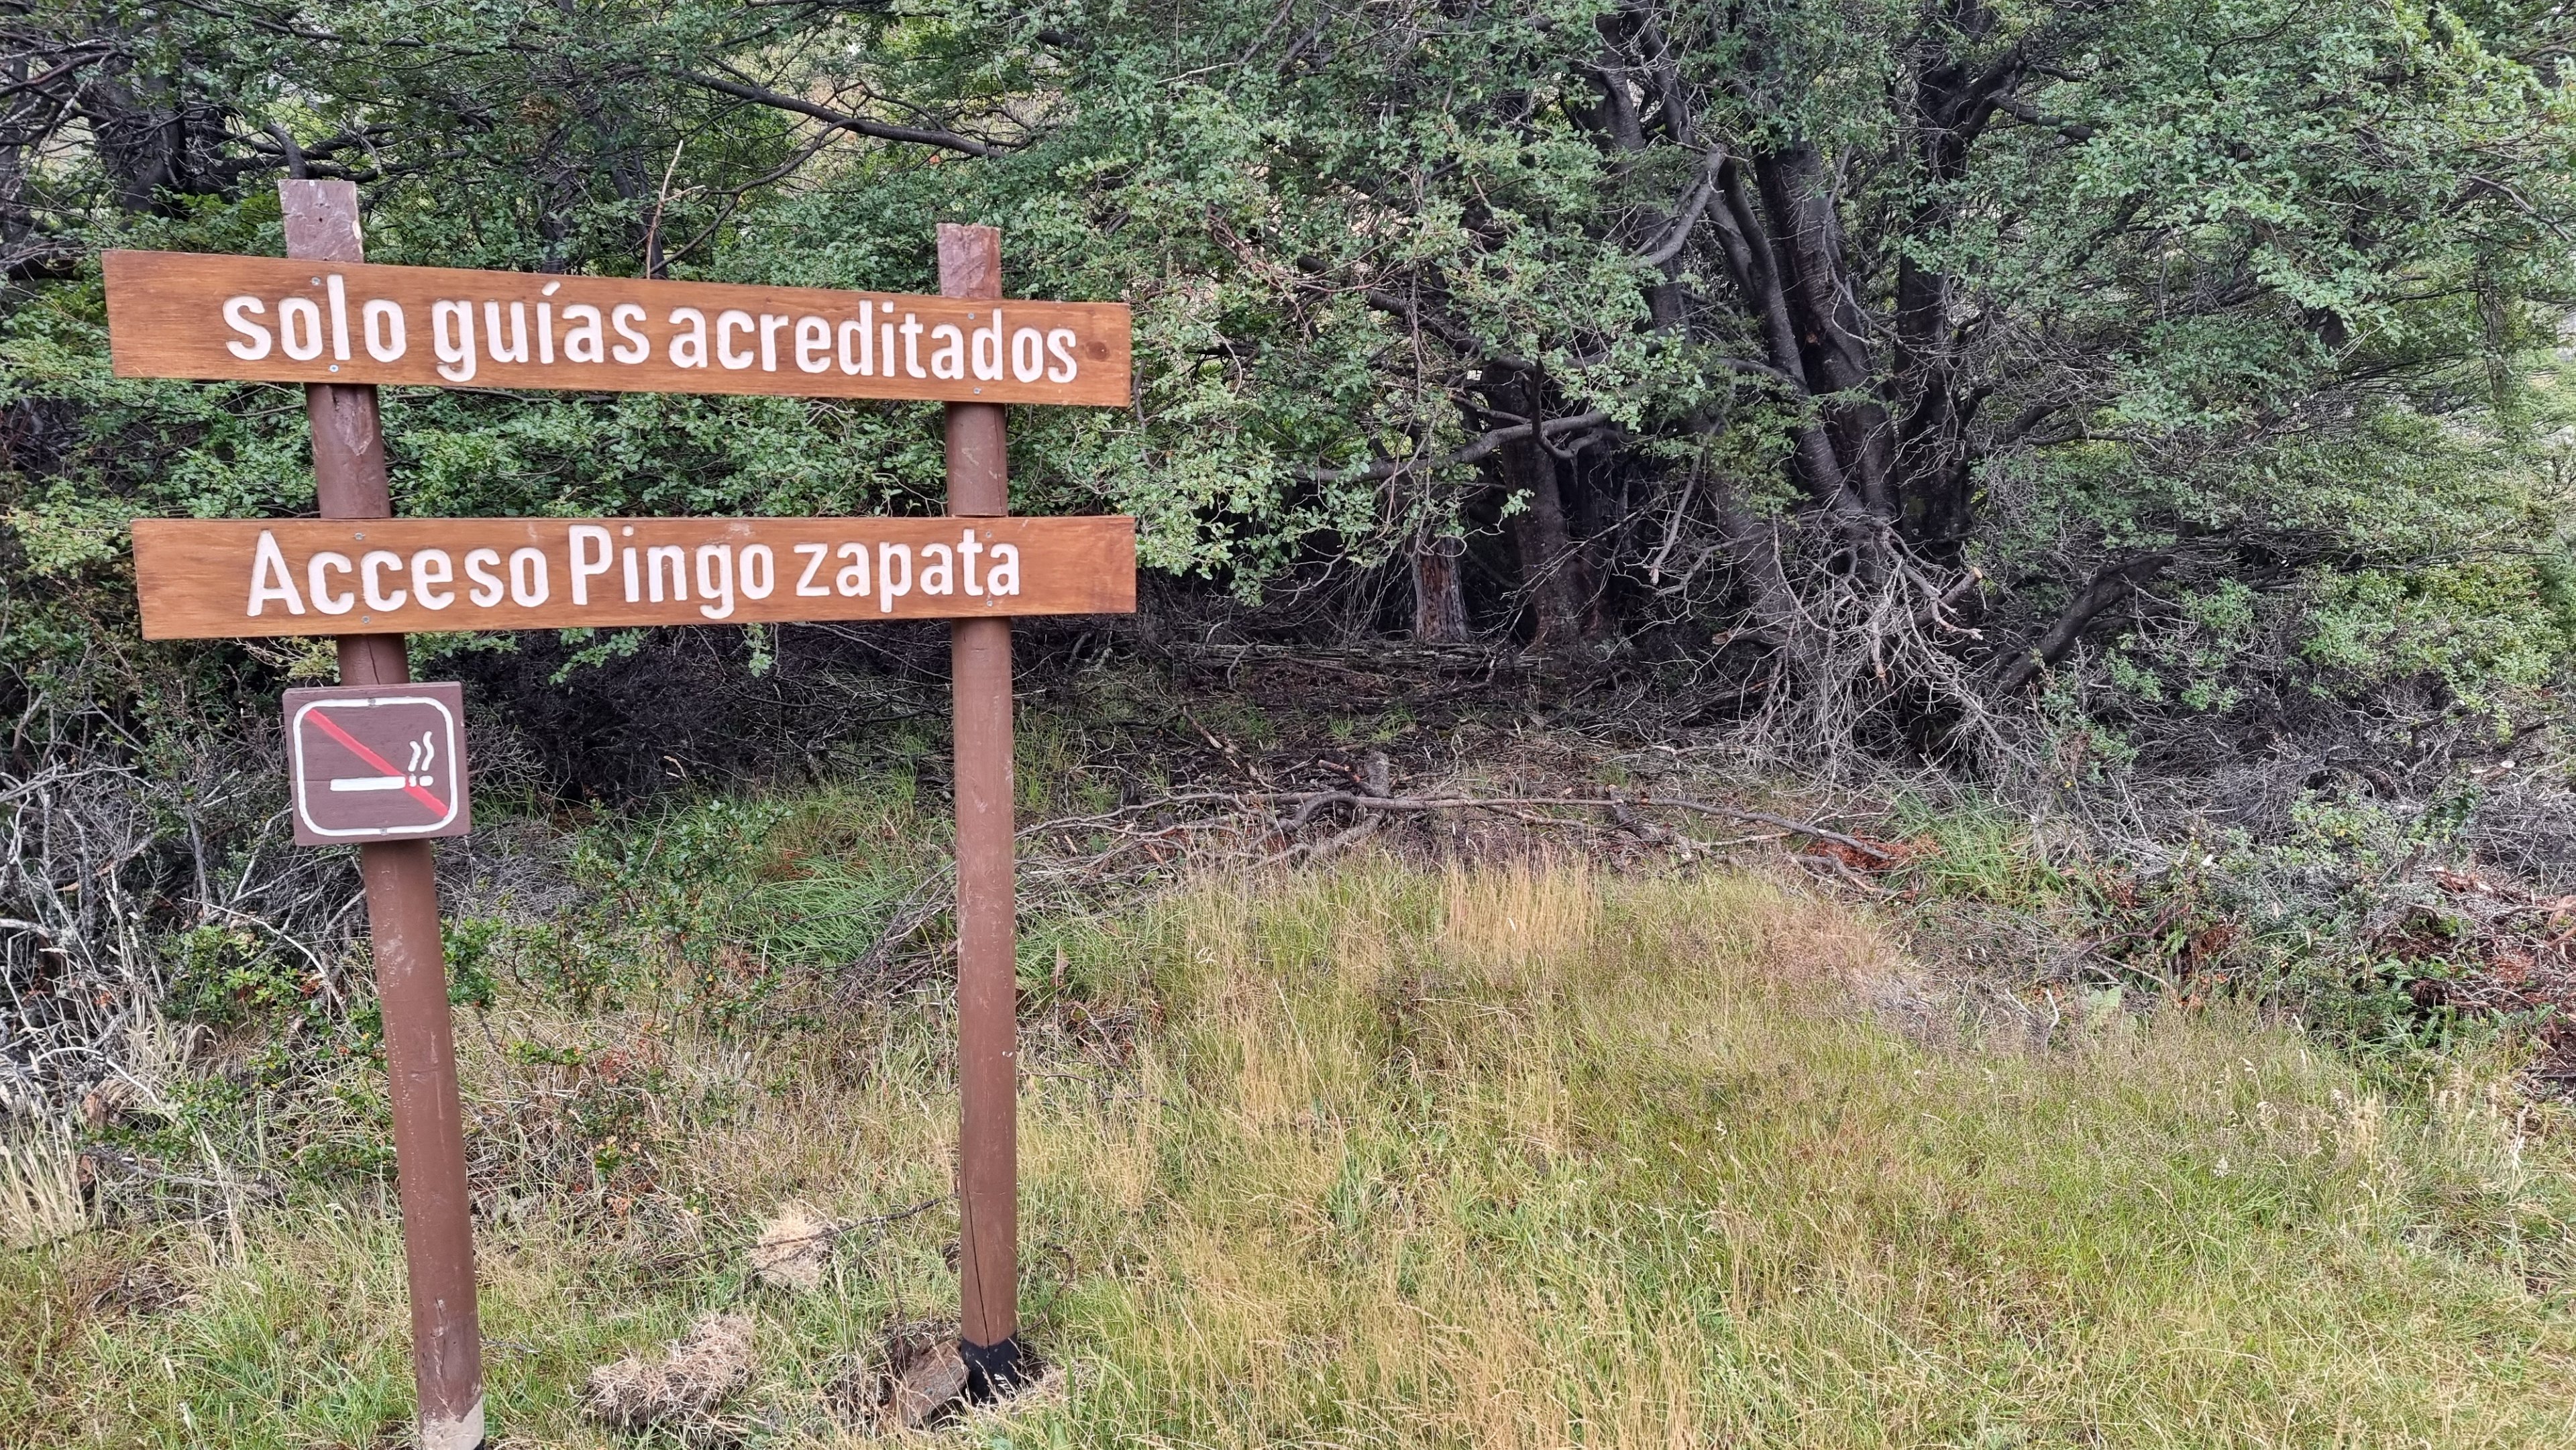 solo guías acreditados
Acceso Pingo zapata